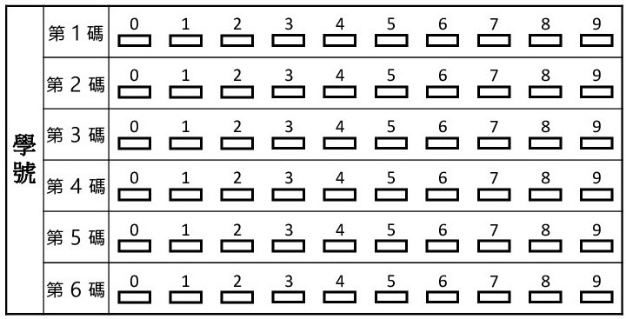 學號
第 1 碼 0 1 2 3 4 5 6 7 8 9
第 2 碼 0 1 2 3 4 5 6 7 8 9
第 3 碼 0 1 2 3 4 5 6 7 8 9
第 4 碼 0 1 2 3 4 5 6 7 8 9
第 5 碼 0 1 2 3 4 5 6 7 8 9
第 6 碼 0 1 2 3 4 5 6 7 8 9